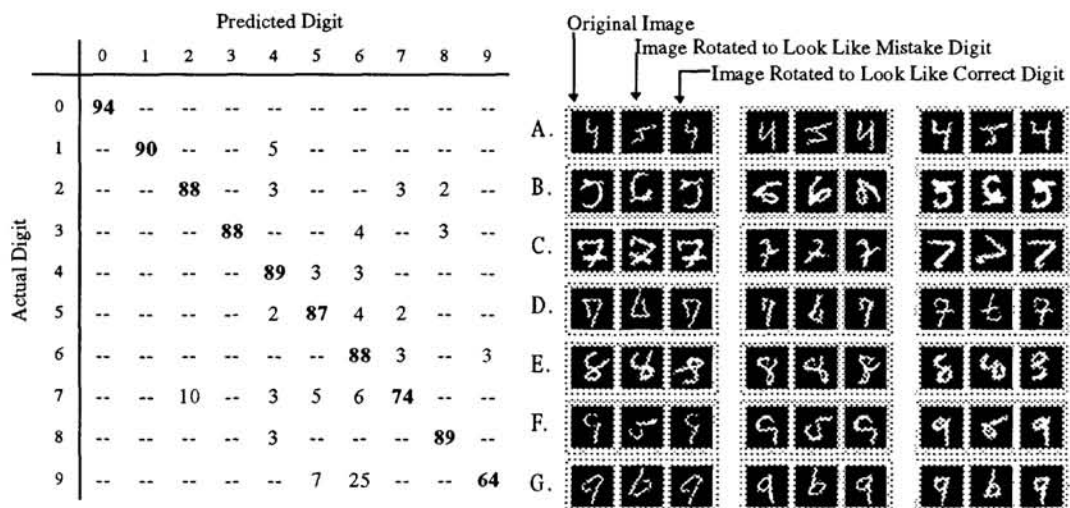 Predicted Digit
0 1 2 3 4 5 6 7 8 9
Actual Digit
0 94 -- -- -- -- -- -- -- -- --
1 -- 90 -- -- 5 -- -- -- -- --
2 -- -- 88 -- 3 -- -- 3 2 --
3 -- -- -- 88 -- -- 4 -- 3 --
4 -- -- -- -- 89 3 3 -- -- --
5 -- -- -- -- 2 87 4 2 -- --
6 -- -- -- -- -- -- 88 3 -- 3
7 -- -- 10 -- 3 5 6 74 -- --
8 -- -- -- -- 3 -- -- -- 89 --
9 -- -- -- -- -- 7 25 -- -- 64
Original Image
Image Rotated to Look Like Mistake Digit
Image Rotated to Look Like Correct Digit
A.
B.
C.
D.
E.
F.
G.